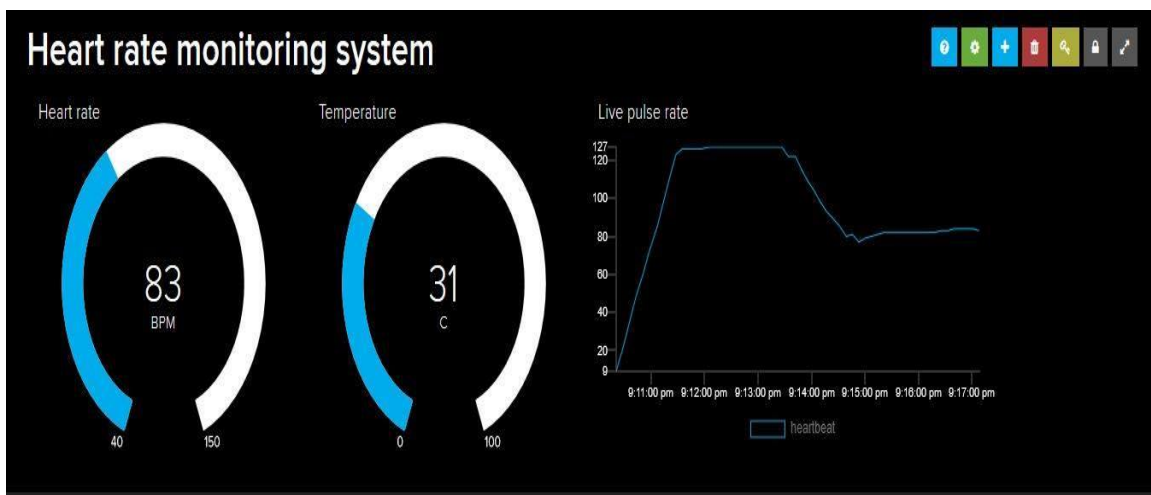 Heart rate monitoring system
Heart rate
83
BPM
40
150
Temperature
31
C
0
100
Live pulse rate
127
120
100
80
60
40
20
9
9:11:00 pm 9:12:00 pm 9:13:00 pm 9:14:00 pm 9:15:00 pm 9:16:00 pm 9:17:00 pm
heartbeat